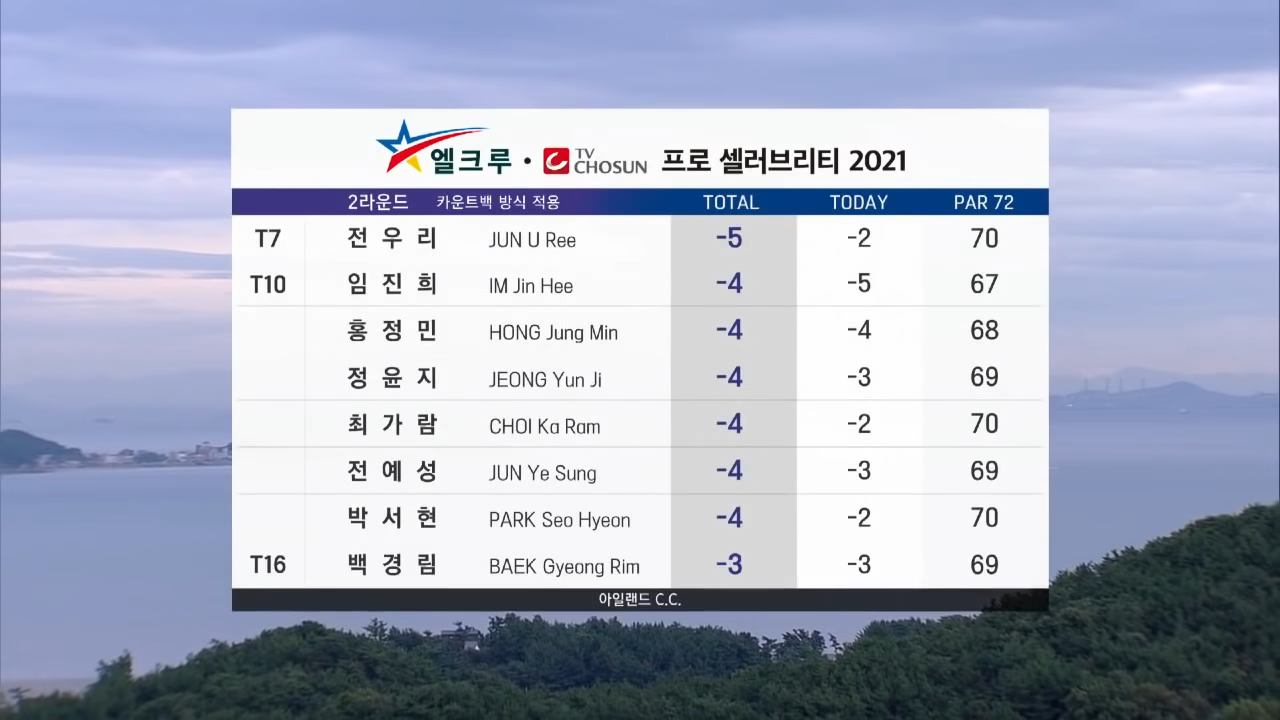 엘크루 · TV CHOSUN 프로 셀러브리티 2021
2라운드 카운트백 방식 적용 TOTAL TODAY PAR 72
T7 전우리 JUN U Ree -5 -2 70
T10 임진희 IM Jin Hee -4 -5 67
홍정민 HONG Jung Min -4 -4 68
정윤지 JEONG Yun Ji -4 -3 69
최가람 CHOI Ka Ram -4 -2 70
전예성 JUN Ye Sung -4 -3 69
박서현 PARK Seo Hyeon -4 -2 70
T16 백경림 BAEK Gyeong Rim -3 -3 69
아일랜드 C.C.